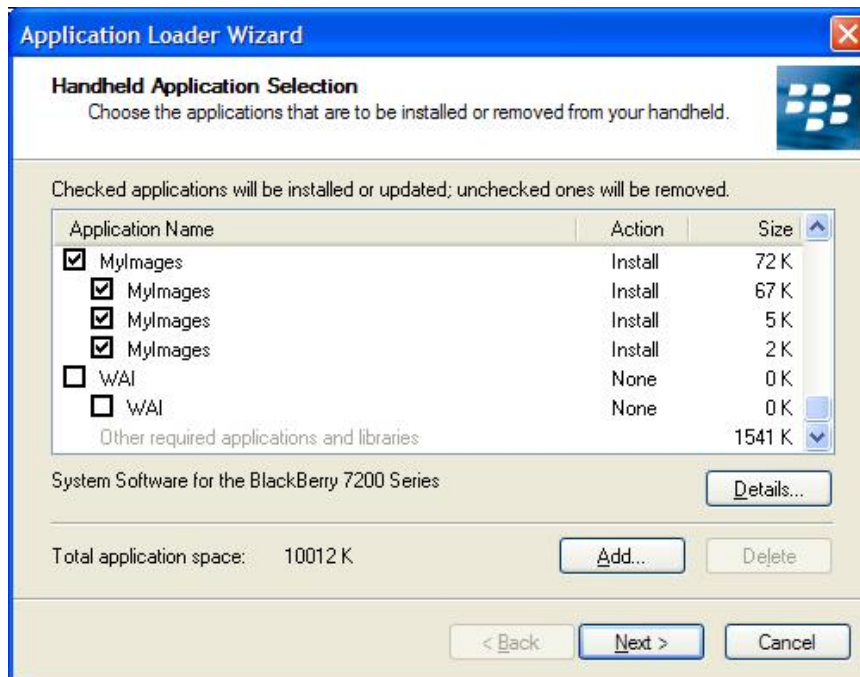 Application Loader Wizard
Handheld Application Selection
Choose the applications that are to be installed or removed from your handheld.
Checked applications will be installed or updated; unchecked ones will be removed.
Application Name Action Size
MyImages Install 72 K
MyImages Install 67 K
MyImages Install 5 K
MyImages Install 2 K
WAI None 0 K
WAI None 0 K
Other required applications and libraries 1541 K
System Software for the BlackBerry 7200 Series
Details...
Total application space: 10012 K Add... Delete
< Back Next > Cancel